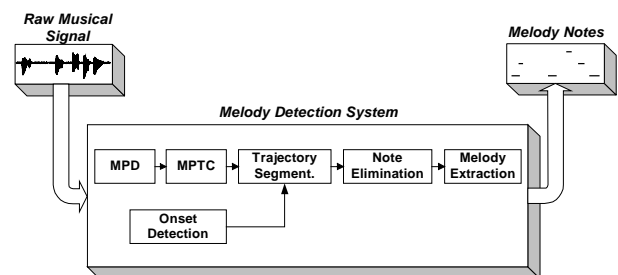 Raw Musical
Signal
Melody Notes
Melody Detection System
MPD
MPTC
Trajectory
Segment.
Note
Elimination
Melody
Extraction
Onset
Detection